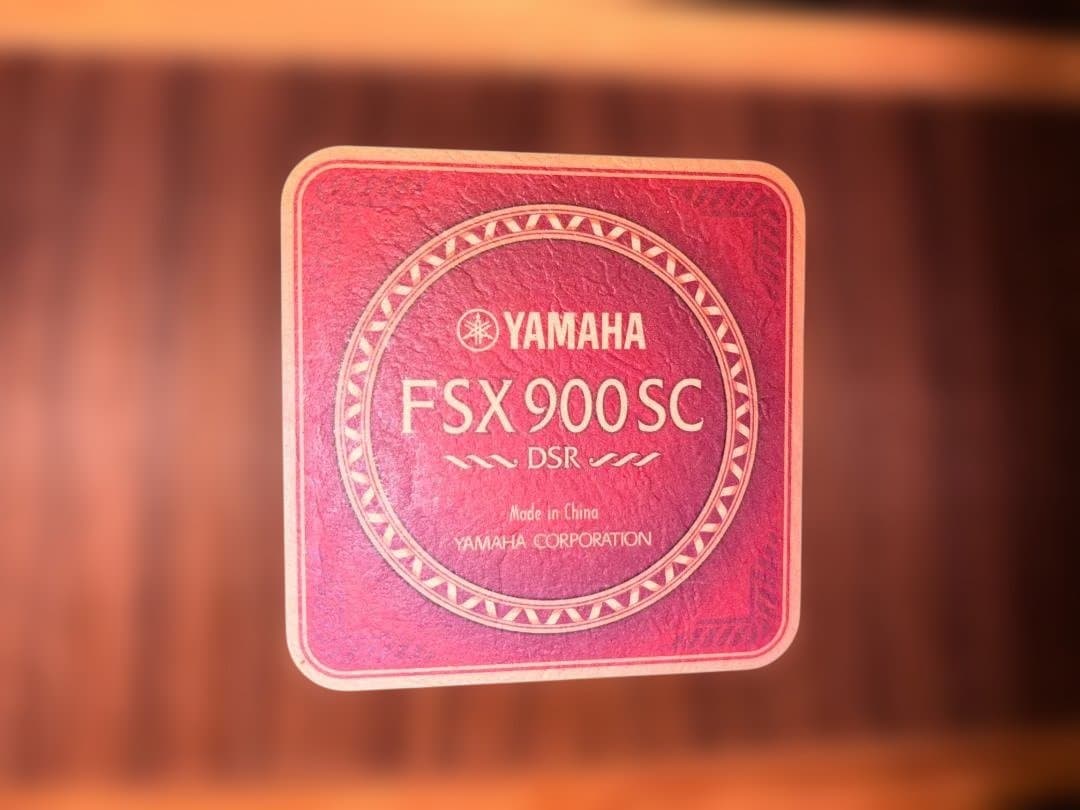 YAMAHA
FSX900SC
DSR
Made in China
YAMAHA CORPORATION